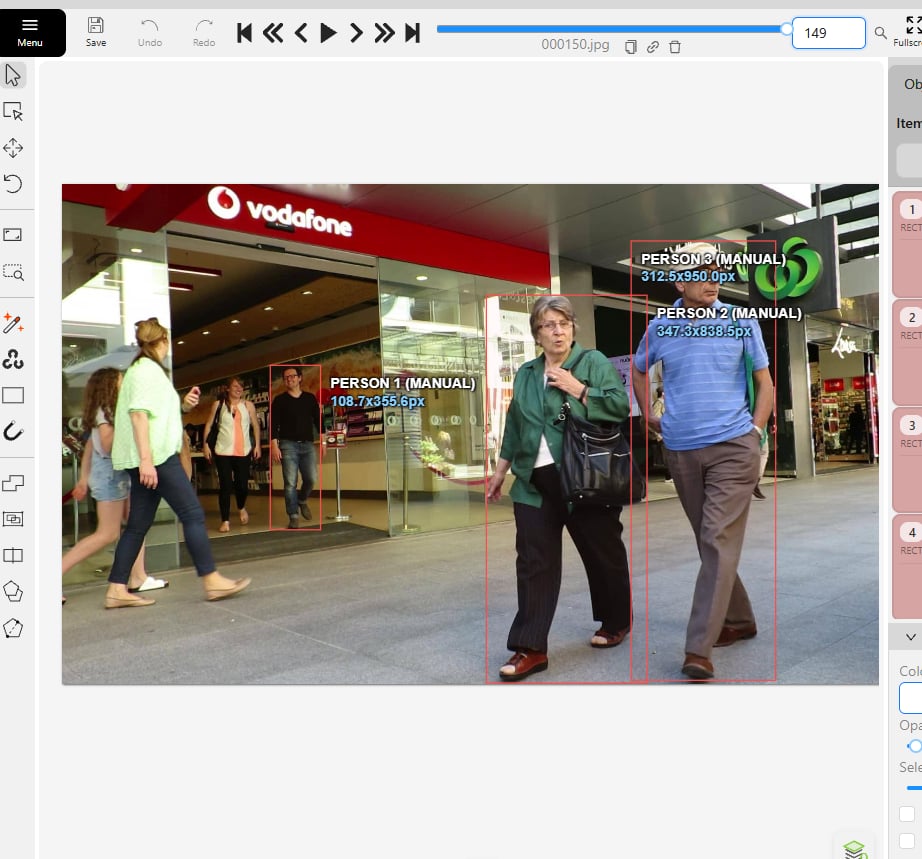 Menu
Save
Undo
Redo
149
000150.jpg
Fullscr
Ob
Item
vodafone
1
RECT
PERSON 3 (MANUAL)
312.5x950.0px
PERSON 2 (MANUAL)
347.3x838.5px
2
RECT
PERSON 1 (MANUAL)
108.7x355.6px
3
RECT
4
RECT
Colo
Opa
Sele